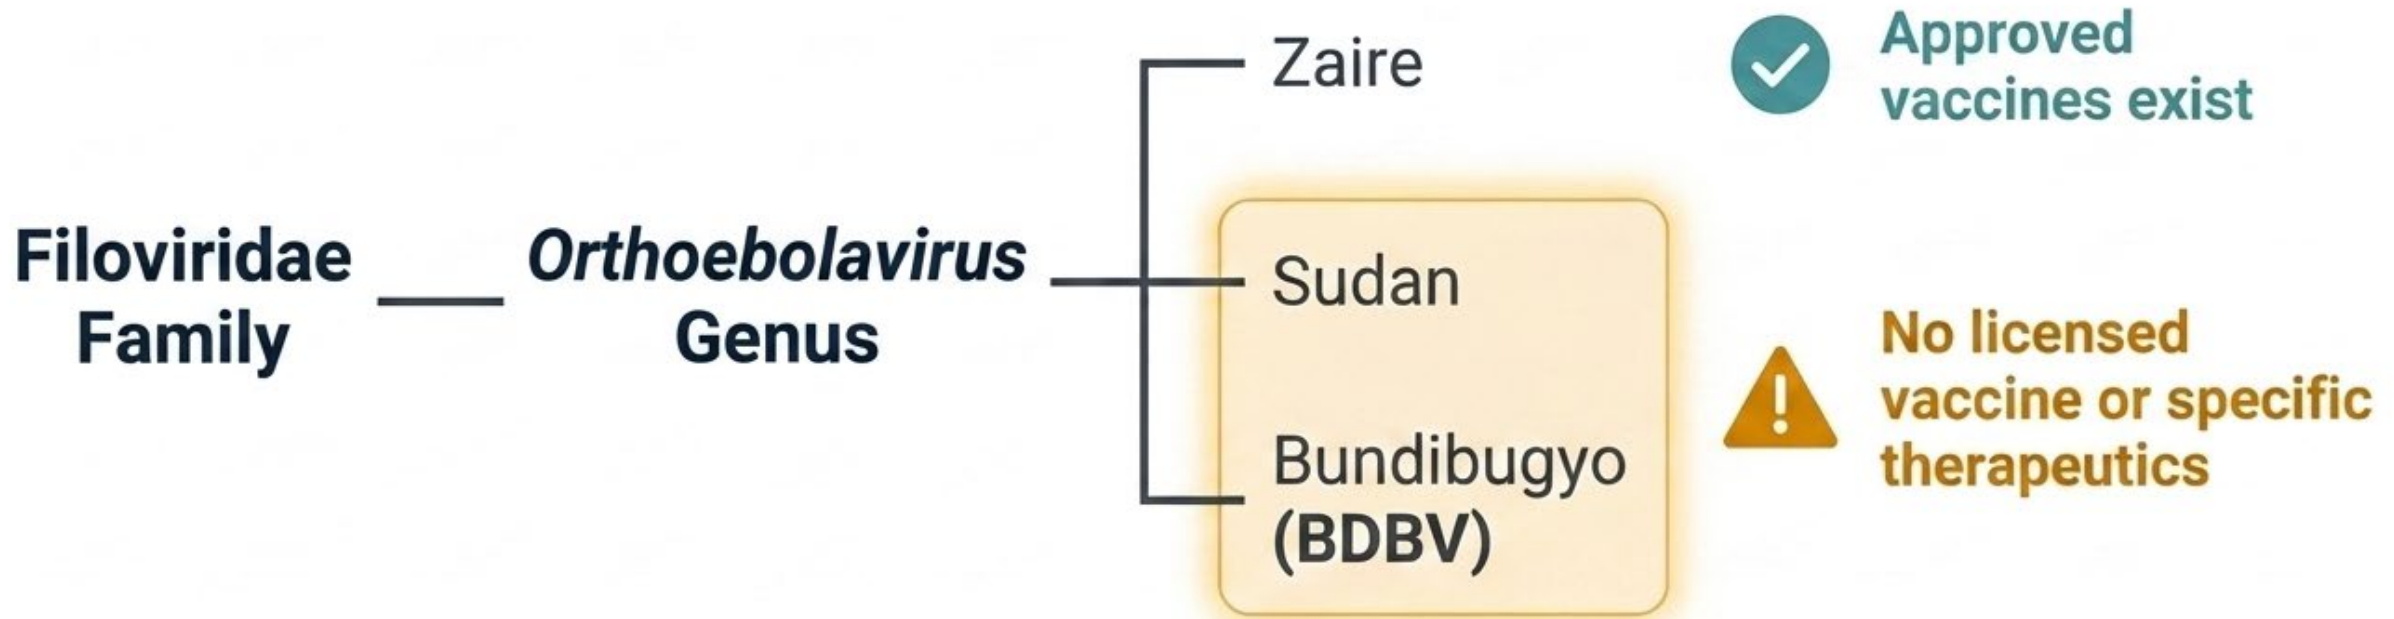 Filoviridae
Family
Orthoebolavirus
Genus
Zaire
Approved
vaccines exist
Sudan
Bundibugyo
(BDBV)
No licensed
vaccine or specific
therapeutics